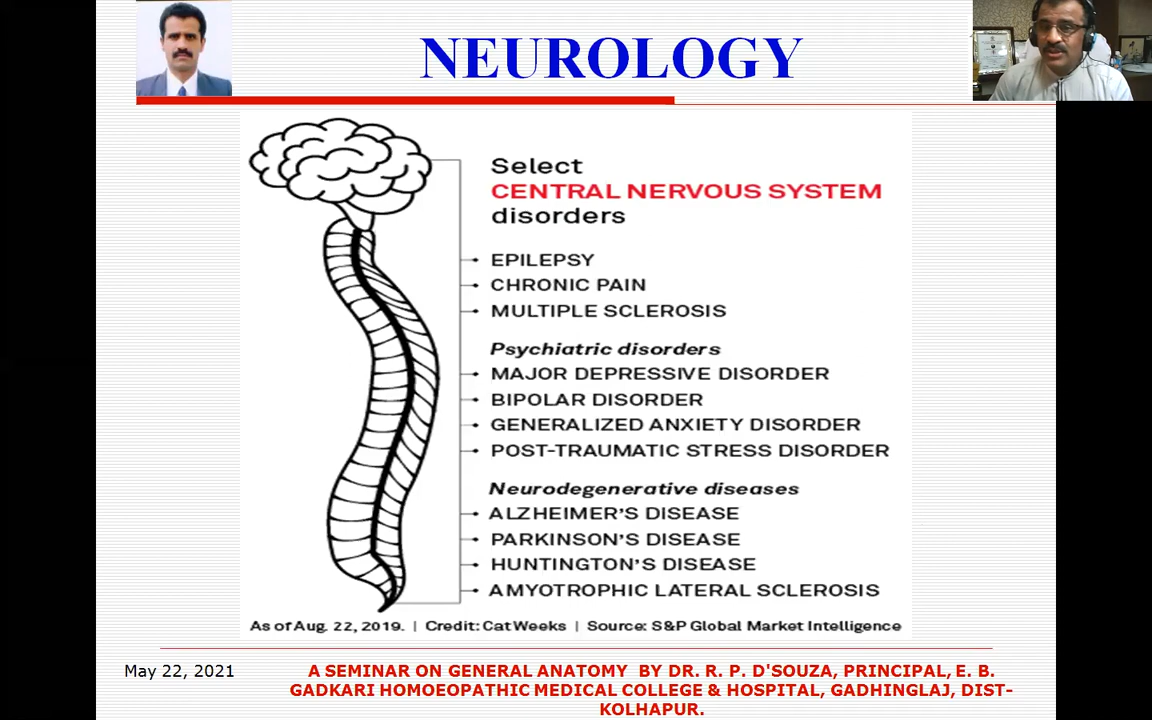 NEUROLOGY
Select
CENTRAL NERVOUS SYSTEM
disorders
EPILEPSY
CHRONIC PAIN
MULTIPLE SCLEROSIS
Psychiatric disorders
MAJOR DEPRESSIVE DISORDER
BIPOLAR DISORDER
GENERALIZED ANXIETY DISORDER
POST-TRAUMATIC STRESS DISORDER
Neurodegenerative diseases
ALZHEIMER'S DISEASE
PARKINSON'S DISEASE
HUNTINGTON'S DISEASE
AMYOTROPHIC LATERAL SCLEROSIS
As of Aug. 22, 2019. | Credit: Cat Weeks | Source: S&P Global Market Intelligence
May 22, 2021
A SEMINAR ON GENERAL ANATOMY BY DR. R. P. D'SOUZA, PRINCIPAL, E. B.
GADKARI HOMOEOPATHIC MEDICAL COLLEGE & HOSPITAL, GADHINGLAJ, DIST-
KOLHAPUR.